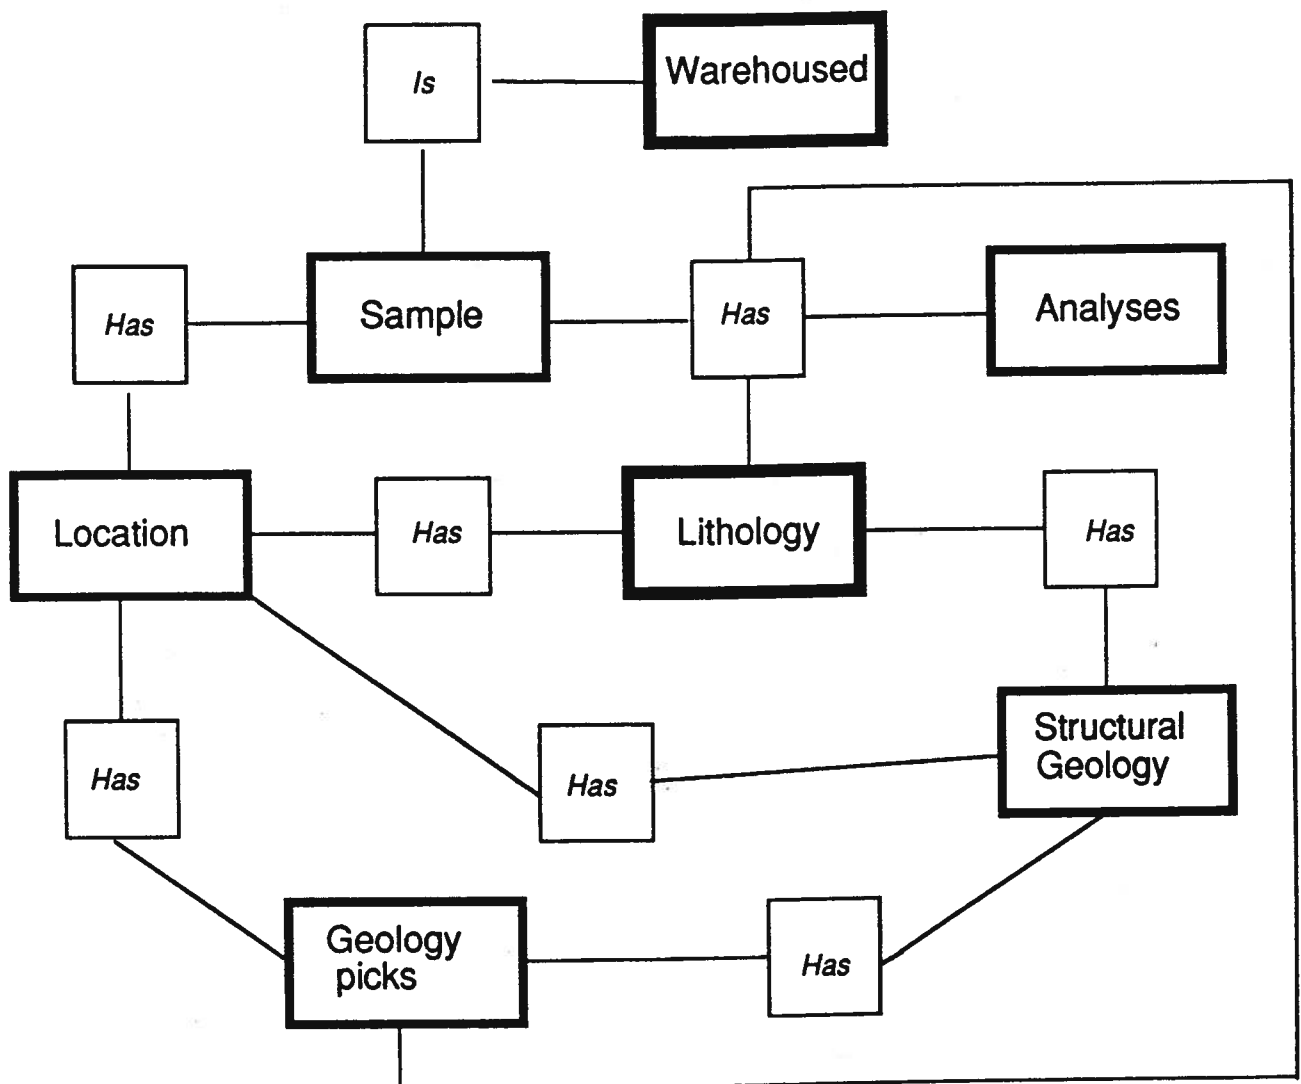 Is
Warehoused
Has
Sample
Has
Analyses
Location
Has
Lithology
Has
Structural
Geology
Has
Has
Geology
picks
Has